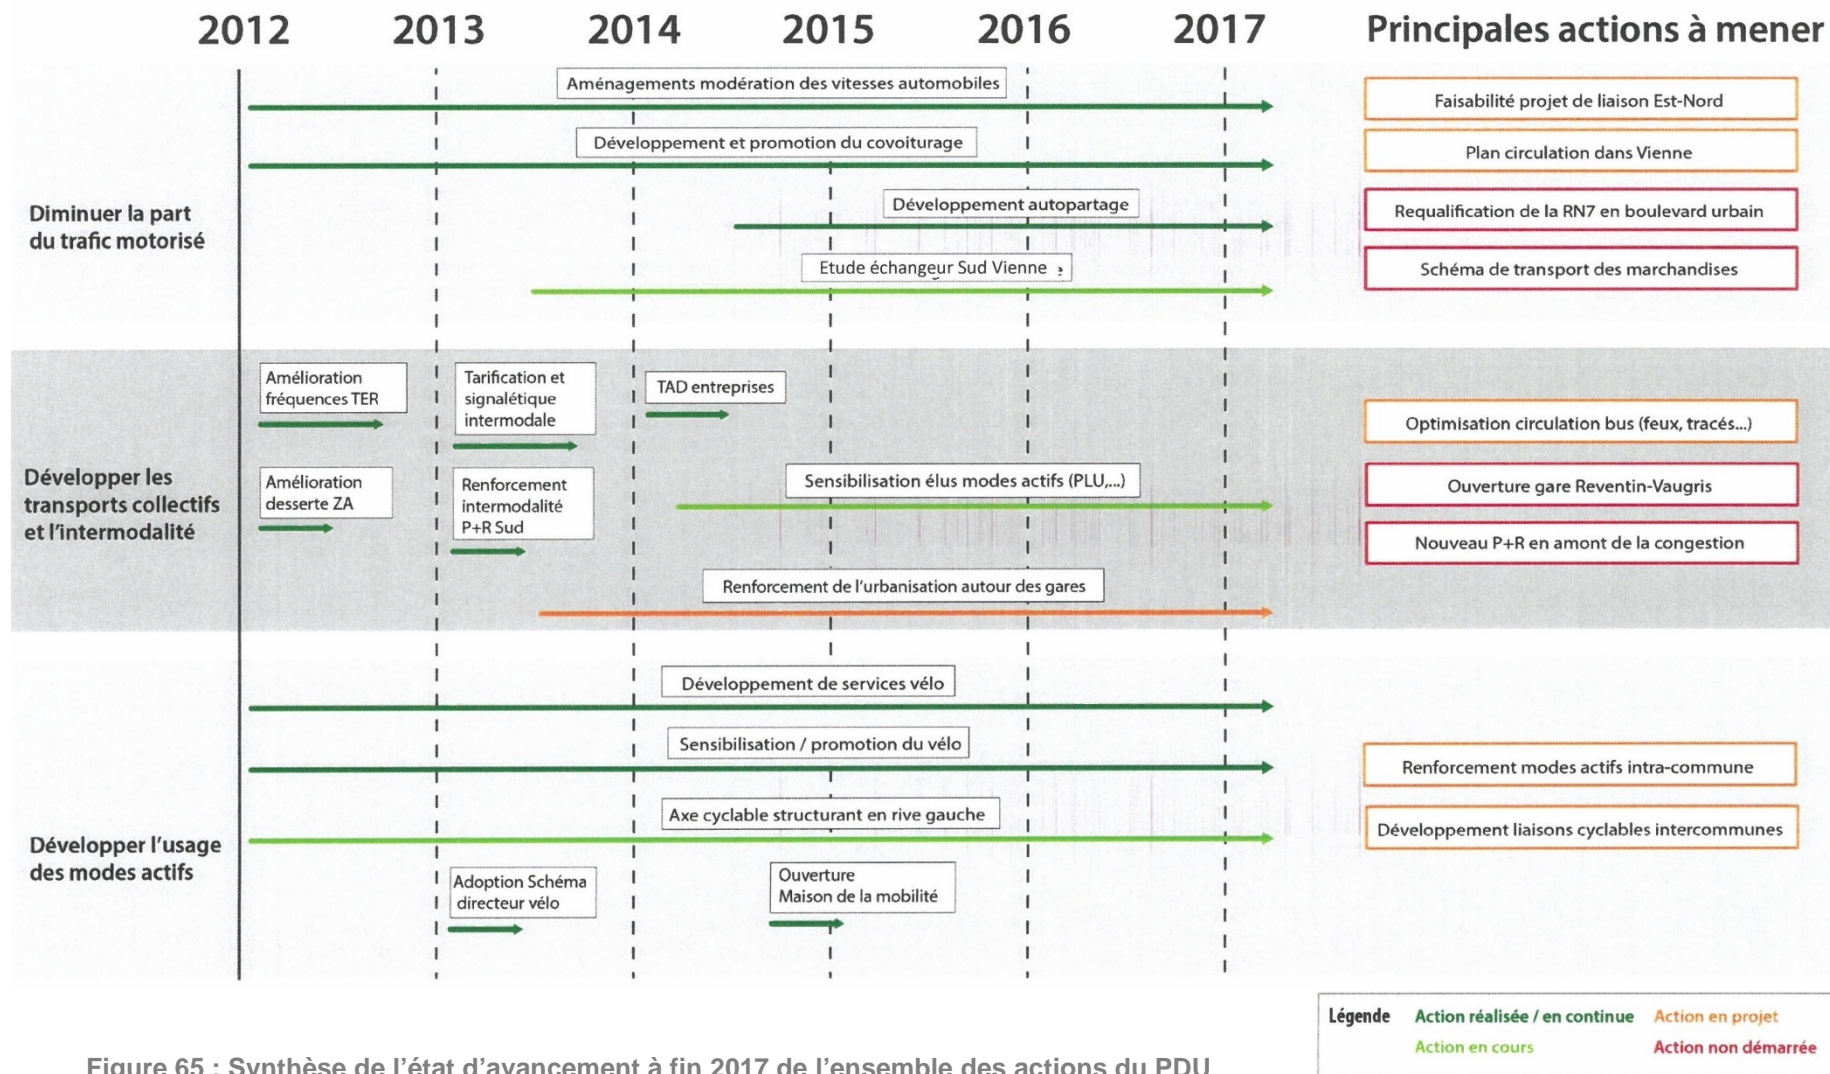 2012 2013 2014 2015 2016 2017 Principales actions à mener
Diminuer la part
du trafic motorisé
Aménagements modération des vitesses automobiles
Développement et promotion du covoiturage
Développement autopartage
Etude échangeur Sud Vienne
Faisabilité projet de liaison Est-Nord
Plan circulation dans Vienne
Requalification de la RN7 en boulevard urbain
Schéma de transport des marchandises
Développer les
transports collectifs
et l'intermodalité
Amélioration
fréquences TER
Tarification et
signalétique
intermodale
TAD entreprises
Amélioration
desserte ZA
Renforcement
intermodalité
P+R Sud
Sensibilisation élus modes actifs (PLU,...)
Renforcement de l'urbanisation autour des gares
Optimisation circulation bus (feux, tracés...)
Ouverture gare Reventin-Vaugris
Nouveau P+R en amont de la congestion
Développer l'usage
des modes actifs
Développement de services vélo
Sensibilisation / promotion du vélo
Axe cyclable structurant en rive gauche
Adoption Schéma
directeur vélo
Ouverture
Maison de la mobilité
Renforcement modes actifs intra-commune
Développement liaisons cyclables intercommunes
Légende Action réalisée / en continue Action en projet
Action en cours Action non démarrée
Figure 65 : Synthèse de l'état d'avancement à fin 2017 de l'ensemble des actions du PDU